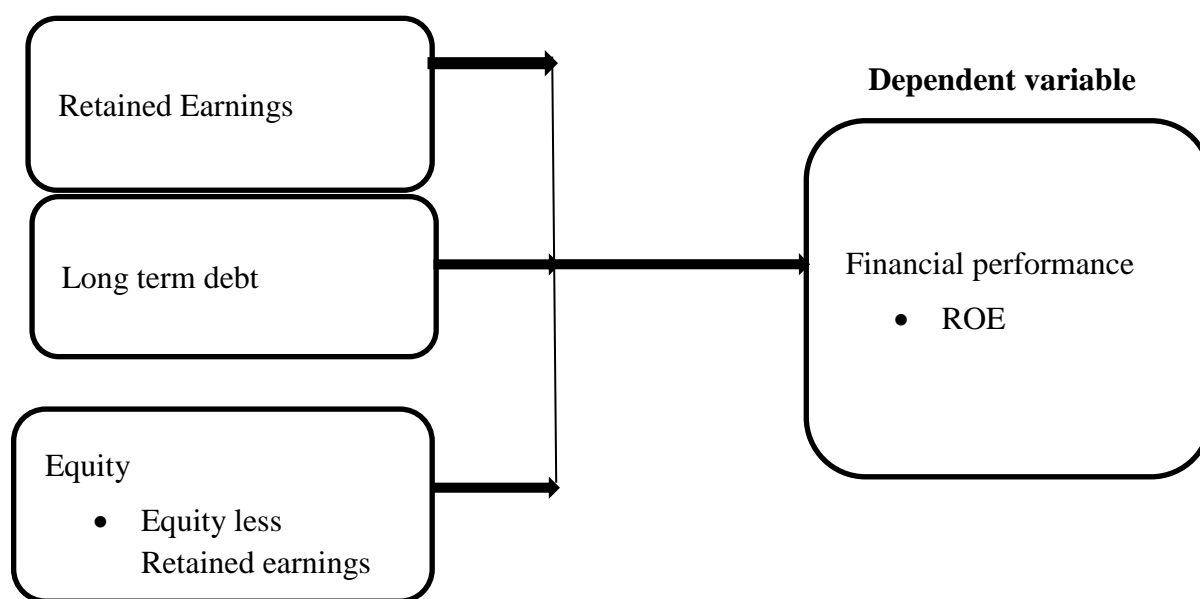 Retained Earnings
Dependent variable
Long term debt
Financial performance
• ROE
Equity
• Equity less
Retained earnings